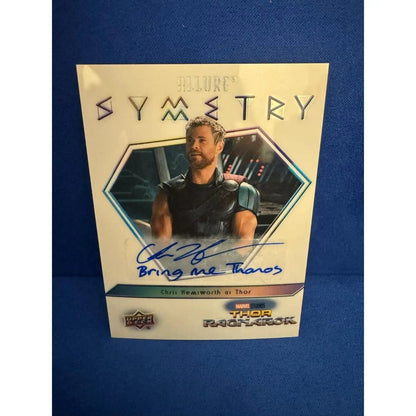 ALLURE
SYMMETRY
Bring me Thanos
Chris Hemsworth as Thor
UPPER DECK
MARVEL STUDIOS
THOR
RAGNAROK